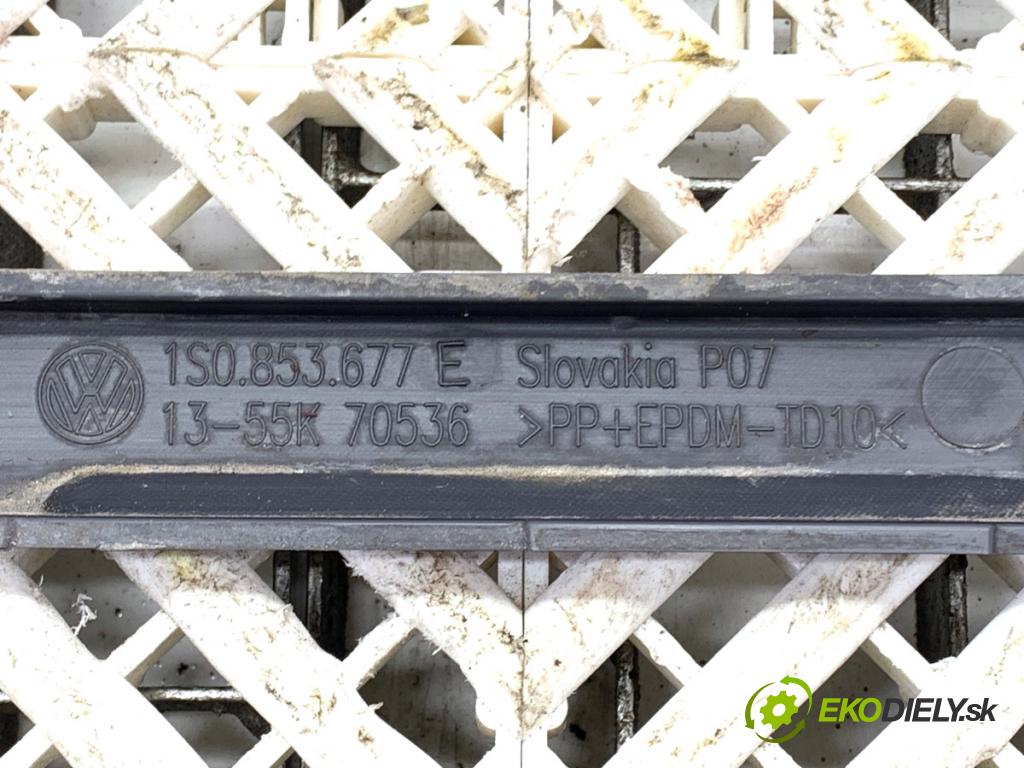 1S0.853.677 E Slovakia P07
13-55K 70536 >PP+EPDM-TD10<
EKODIELY.sk